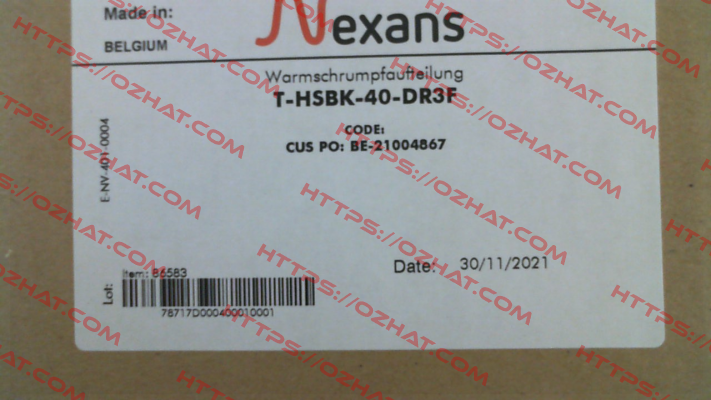 Made in:
BELGIUM
Nexans
Warmschrumpfaufteilung
T-HSBK-40-DR3F
CODE:
CUS PO: BE-21004867
E-NV-401-0004
Date: 30/11/2021
Item: 86583
Lot:
78717D000400010001
HTTPS://OZHAT.COM